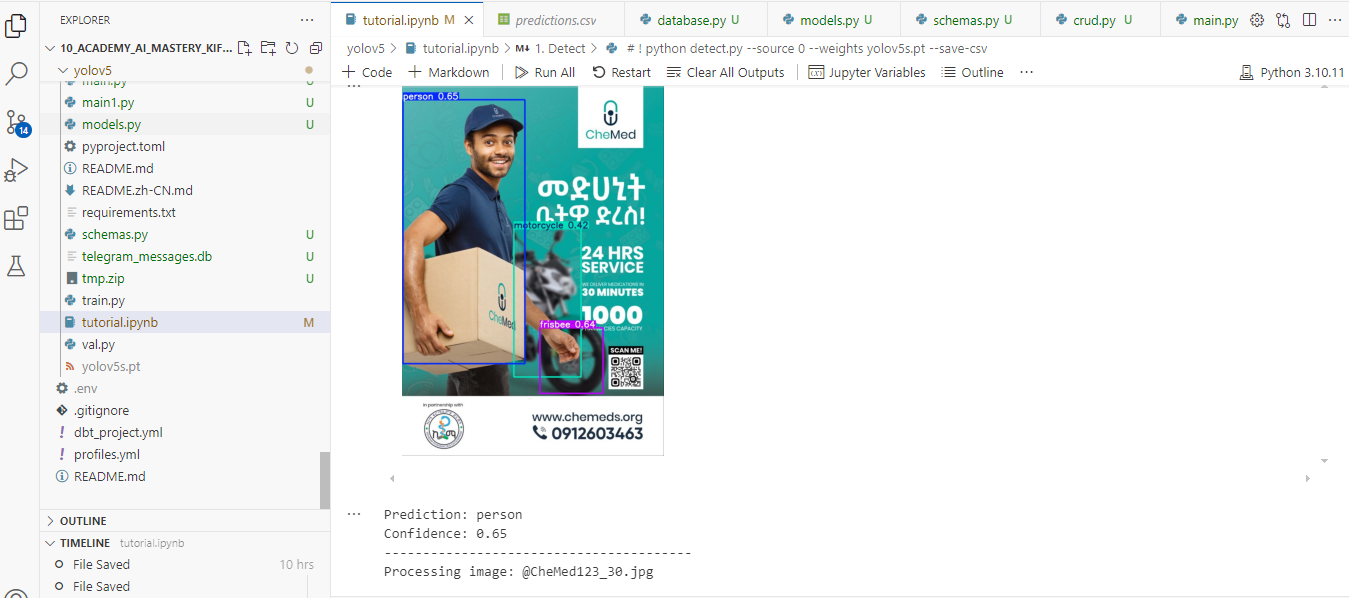 EXPLORER
10_ACADEMY_AI_MASTERY_KIF...
yolov5
main.py
main1.py U
models.py U
pyproject.toml
README.md
README.zh-CN.md
requirements.txt
schemas.py U
telegram_messages.db U
tmp.zip U
train.py
tutorial.ipynb M
val.py
yolov5s.pt
.env
.gitignore
dbt_project.yml
profiles.yml
README.md
OUTLINE
TIMELINE tutorial.ipynb
File Saved 10 hrs
File Saved
14
tutorial.ipynb M
predictions.csv
database.py U
models.py U
schemas.py U
crud.py U
main.py
yolov5 > tutorial.ipynb > M↓ 1. Detect > # ! python detect.py --source 0 --weights yolov5s.pt --save-csv
+ Code + Markdown
Run All
Restart
Clear All Outputs
Jupyter Variables
Outline
Python 3.10.11
person 0.65
CheMed
መድሀኒት
ቤትዎ ድረስ!
motorcycle 0.42
24 HRS
SERVICE
WE DELIVER MEDICATIONS IN
30 MINUTES
1000
CheMed
frisbee 0.64
SCAN ME!
in partnership with
www.chemeds.org
0912603463
Prediction: person
Confidence: 0.65
----------------------------------------
Processing image: @CheMed123_30.jpg